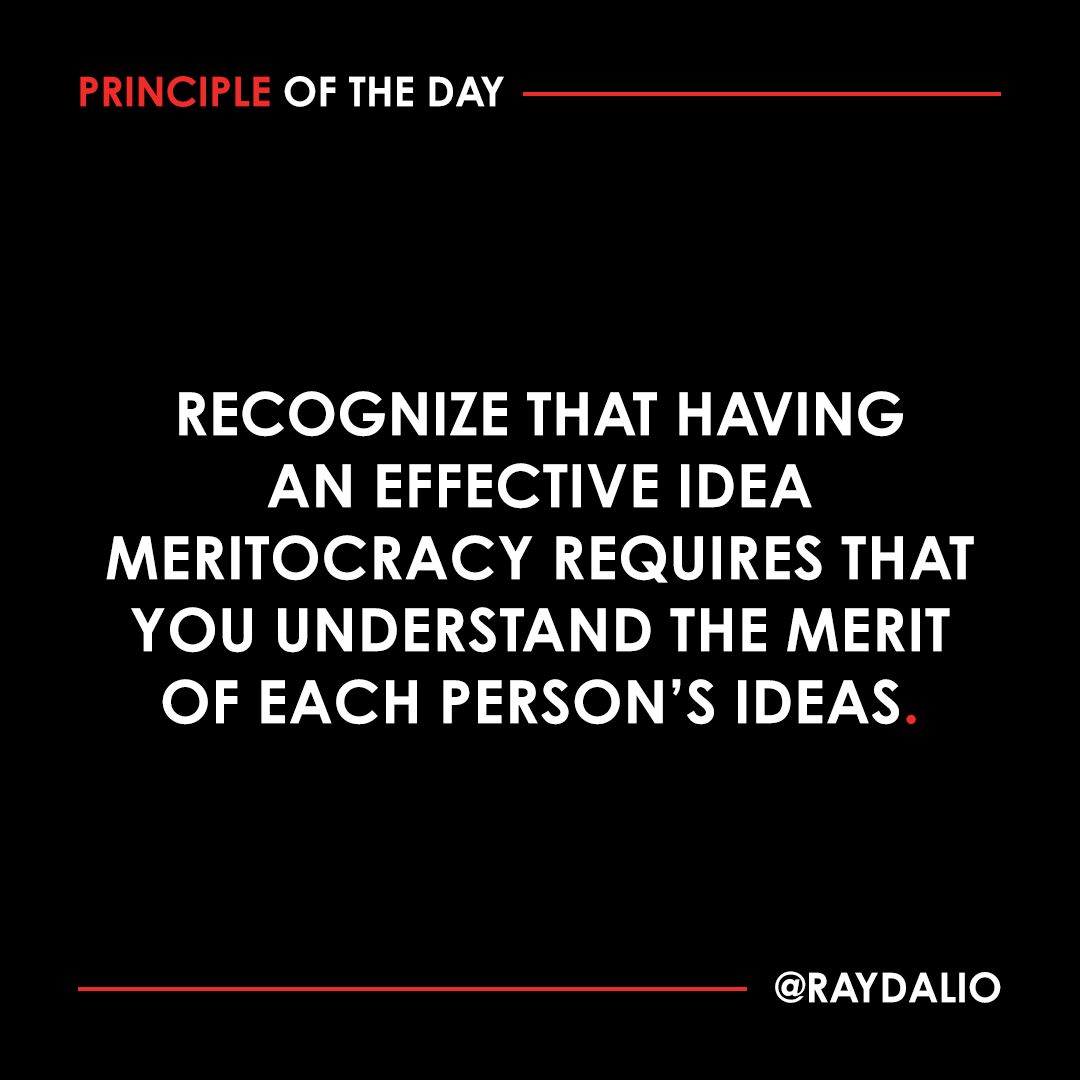 PRINCIPLE OF THE DAY
RECOGNIZE THAT HAVING
AN EFFECTIVE IDEA
MERITOCRACY REQUIRES THAT
YOU UNDERSTAND THE MERIT
OF EACH PERSON’S IDEAS.
@RAYDALIO